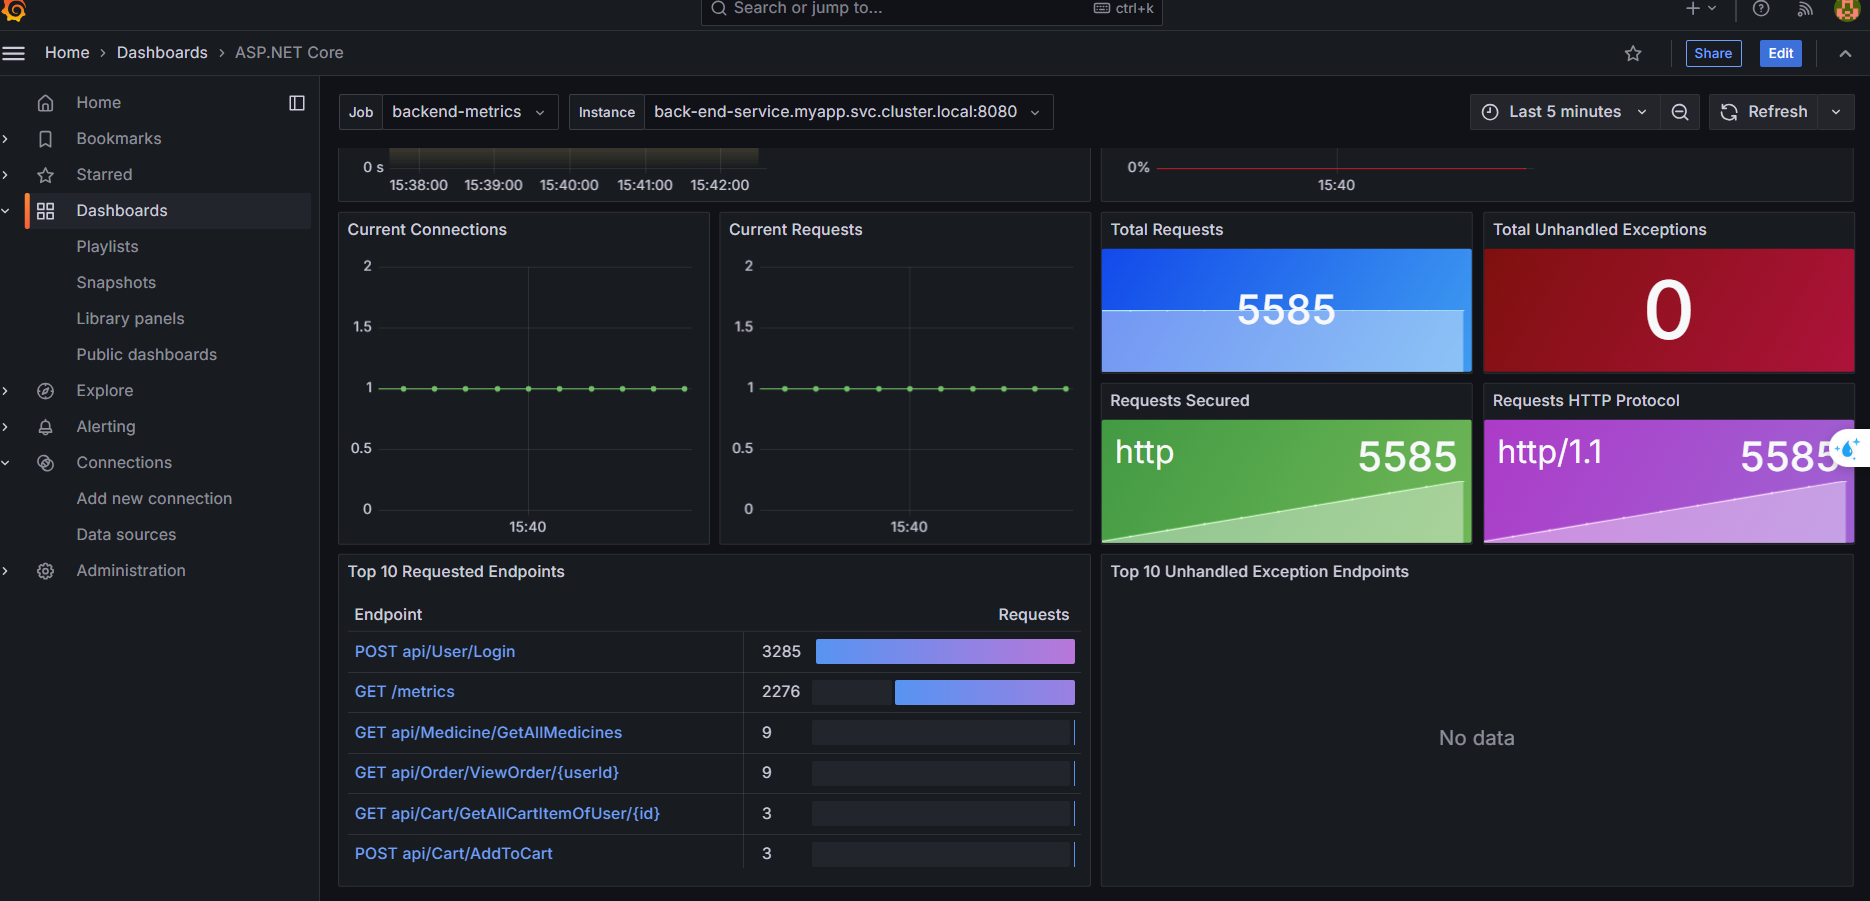 Search or jump to...
ctrl+k
Home › Dashboards › ASP.NET Core
Share
Edit
Home
Bookmarks
Starred
Dashboards
Playlists
Snapshots
Library panels
Public dashboards
Explore
Alerting
Connections
Add new connection
Data sources
Administration
Job
backend-metrics
Instance
back-end-service.myapp.svc.cluster.local:8080
Last 5 minutes
Refresh
0 s
15:38:00 15:39:00 15:40:00 15:41:00 15:42:00
0%
15:40
Current Connections
2
1.5
1
0.5
0
15:40
Current Requests
2
1.5
1
0.5
0
15:40
Total Requests
5585
Total Unhandled Exceptions
0
Requests Secured
http 5585
Requests HTTP Protocol
http/1.1 5585
Top 10 Requested Endpoints
Endpoint Requests
POST api/User/Login 3285
GET /metrics 2276
GET api/Medicine/GetAllMedicines 9
GET api/Order/ViewOrder/{userId} 9
GET api/Cart/GetAllCartItemOfUser/{id} 3
POST api/Cart/AddToCart 3
Top 10 Unhandled Exception Endpoints
No data